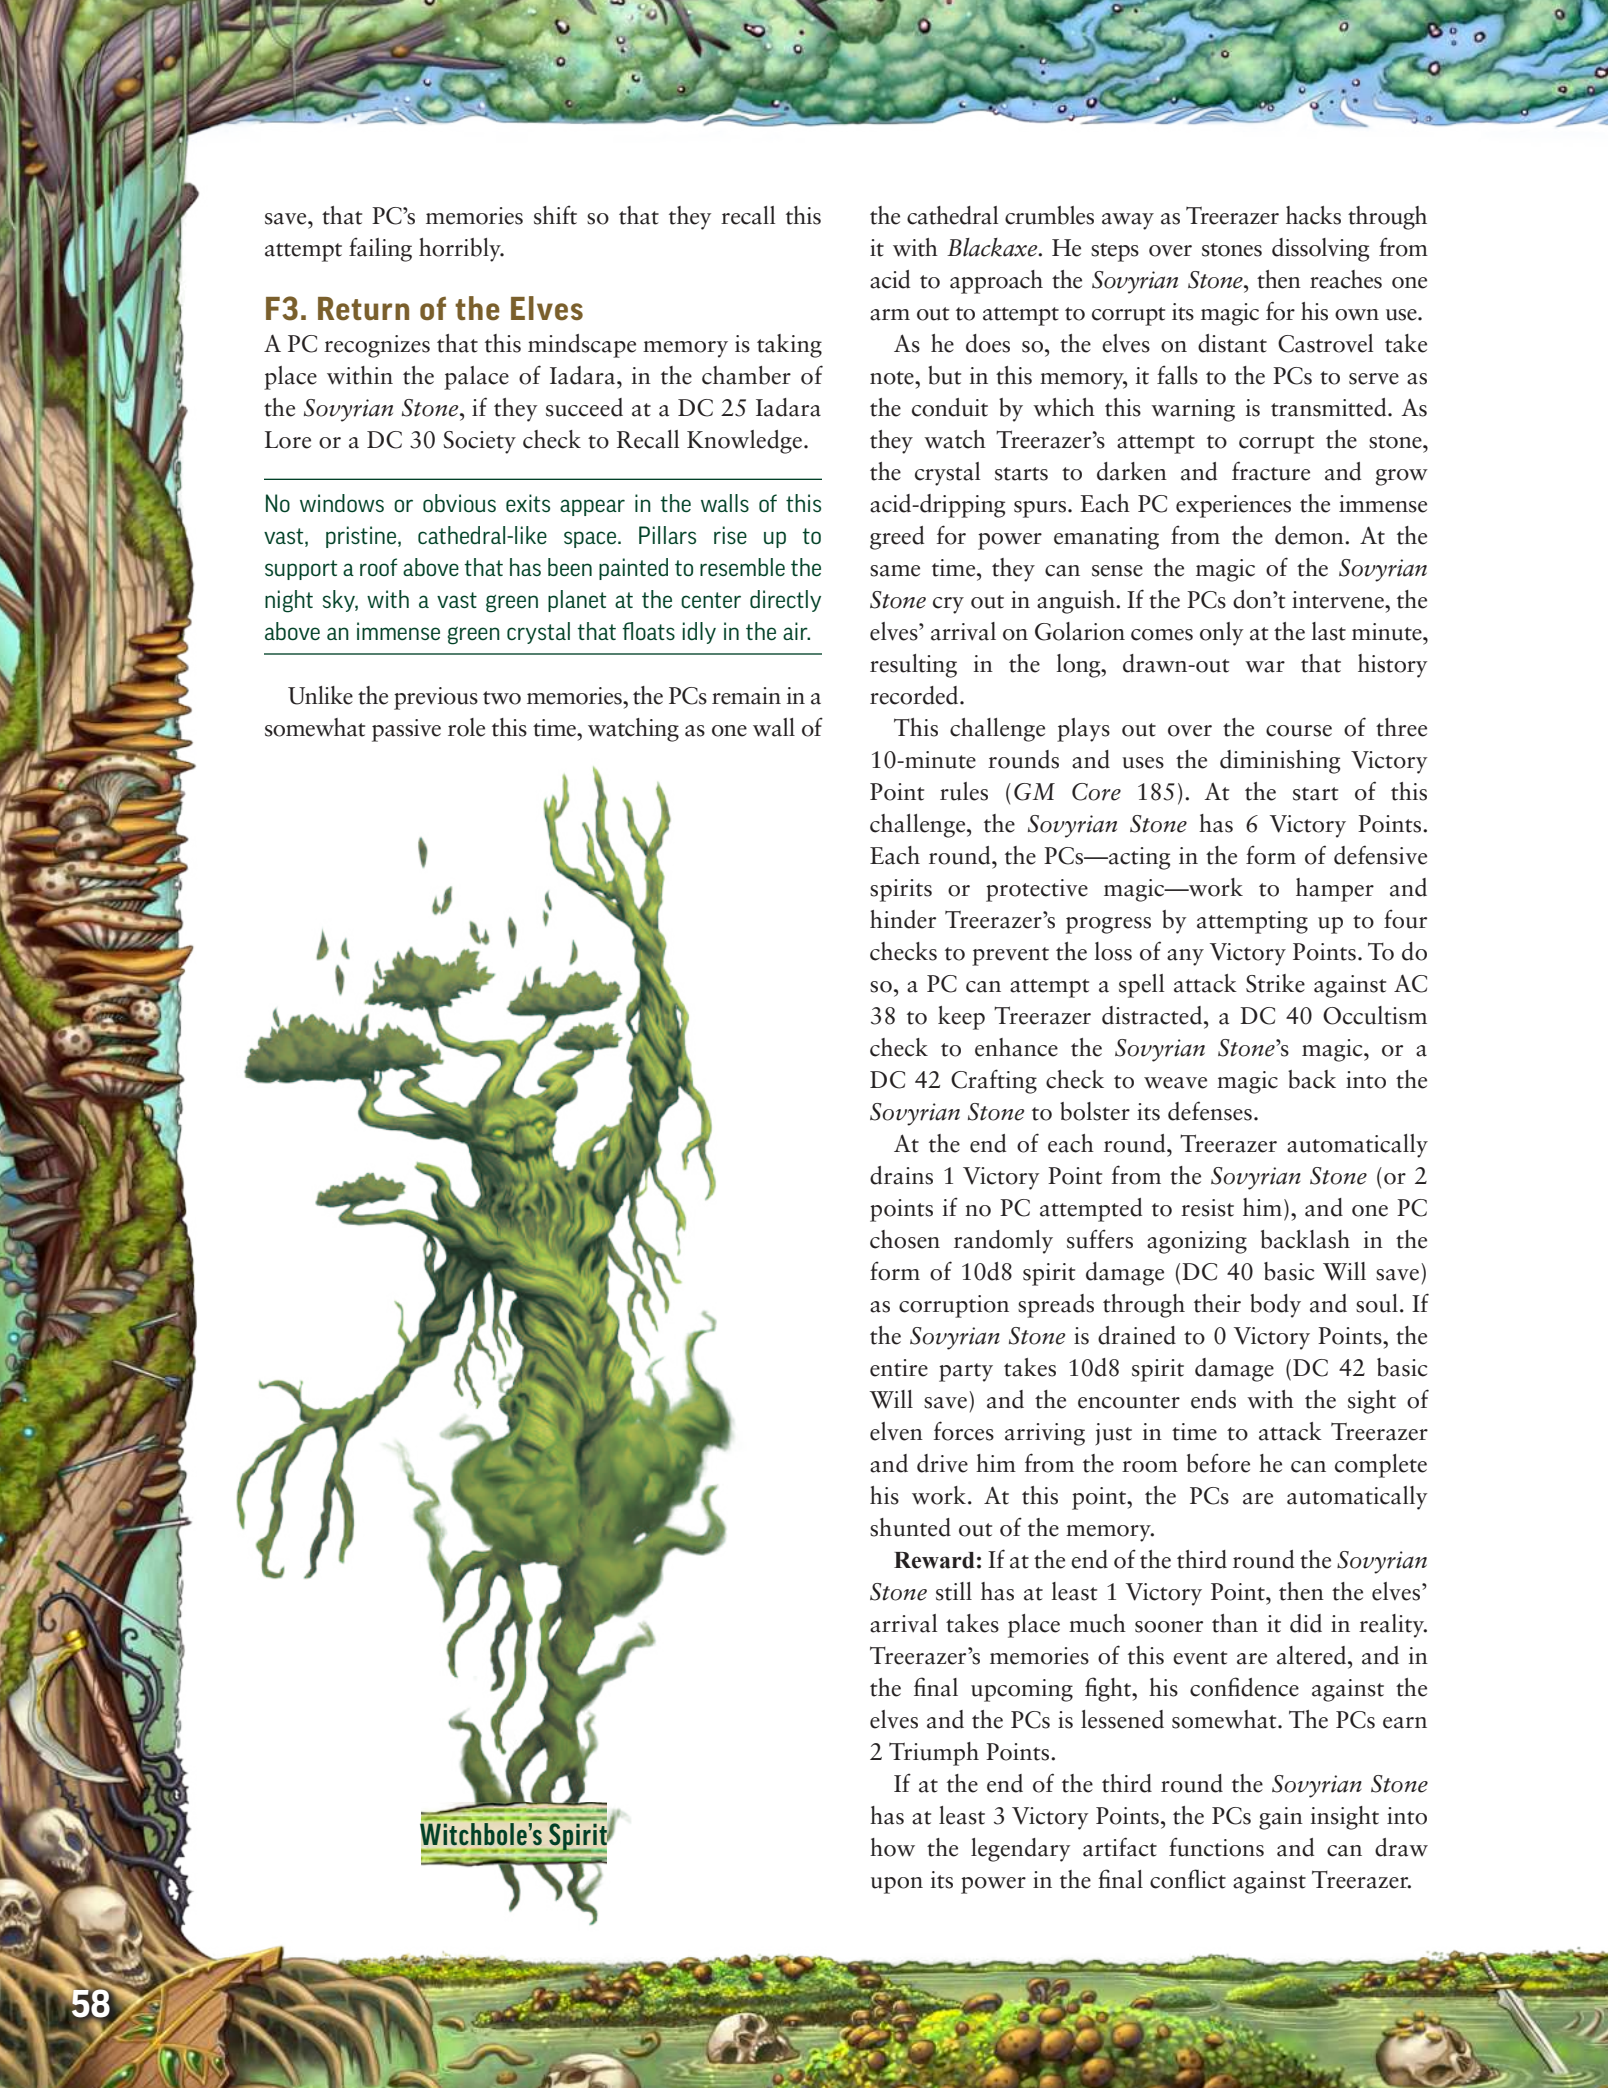 save, that PC's memories shift so that they recall this
attempt failing horribly.
F3. Return of the Elves
A PC recognizes that this mindscape memory is taking
place within the palace of Iadara, in the chamber of
the Sovyrian Stone, if they succeed at a DC 25 Iadara
Lore or a DC 30 Society check to Recall Knowledge.
No windows or obvious exits appear in the walls of this
vast, pristine, cathedral-like space. Pillars rise up to
support a roof above that has been painted to resemble the
night sky, with a vast green planet at the center directly
above an immense green crystal that floats idly in the air.
Unlike the previous two memories, the PCs remain in a
somewhat passive role this time, watching as one wall of
Witchbole's Spirit
the cathedral crumbles away as Treerazer hacks through
it with Blackaxe. He steps over stones dissolving from
acid to approach the Sovyrian Stone, then reaches one
arm out to attempt to corrupt its magic for his own use.
As he does so, the elves on distant Castrovel take
note, but in this memory, it falls to the PCs to serve as
the conduit by which this warning is transmitted. As
they watch Treerazer's attempt to corrupt the stone,
the crystal starts to darken and fracture and grow
acid-dripping spurs. Each PC experiences the immense
greed for power emanating from the demon. At the
same time, they can sense the magic of the Sovyrian
Stone cry out in anguish. If the PCs don't intervene, the
elves' arrival on Golarion comes only at the last minute,
resulting in the long, drawn-out war that history
recorded.
This challenge plays out over the course of three
10-minute rounds and uses the diminishing Victory
Point rules (GM Core 185). At the start of this
challenge, the Sovyrian Stone has 6 Victory Points.
Each round, the PCs—acting in the form of defensive
spirits or protective magic—work to hamper and
hinder Treerazer's progress by attempting up to four
checks to prevent the loss of any Victory Points. To do
so, a PC can attempt a spell attack Strike against AC
38 to keep Treerazer distracted, a DC 40 Occultism
check to enhance the Sovyrian Stone's magic, or a
DC 42 Crafting check to weave magic back into the
Sovyrian Stone to bolster its defenses.
At the end of each round, Treerazer automatically
drains 1 Victory Point from the Sovyrian Stone (or 2
points if no PC attempted to resist him), and one PC
chosen randomly suffers agonizing backlash in the
form of 10d8 spirit damage (DC 40 basic Will save)
as corruption spreads through their body and soul. If
the Sovyrian Stone is drained to 0 Victory Points, the
entire party takes 10d8 spirit damage (DC 42 basic
Will save) and the encounter ends with the sight of
elven forces arriving just in time to attack Treerazer
and drive him from the room before he can complete
his work. At this point, the PCs are automatically
shunted out of the memory.
Reward: If at the end of the third round the Sovyrian
Stone still has at least 1 Victory Point, then the elves'
arrival takes place much sooner than it did in reality.
Treerazer's memories of this event are altered, and in
the final upcoming fight, his confidence against the
elves and the PCs is lessened somewhat. The PCs earn
2 Triumph Points.
If at the end of the third round the Sovyrian Stone
has at least 3 Victory Points, the PCs gain insight into
how the legendary artifact functions and can draw
upon its power in the final conflict against Treerazer.
58